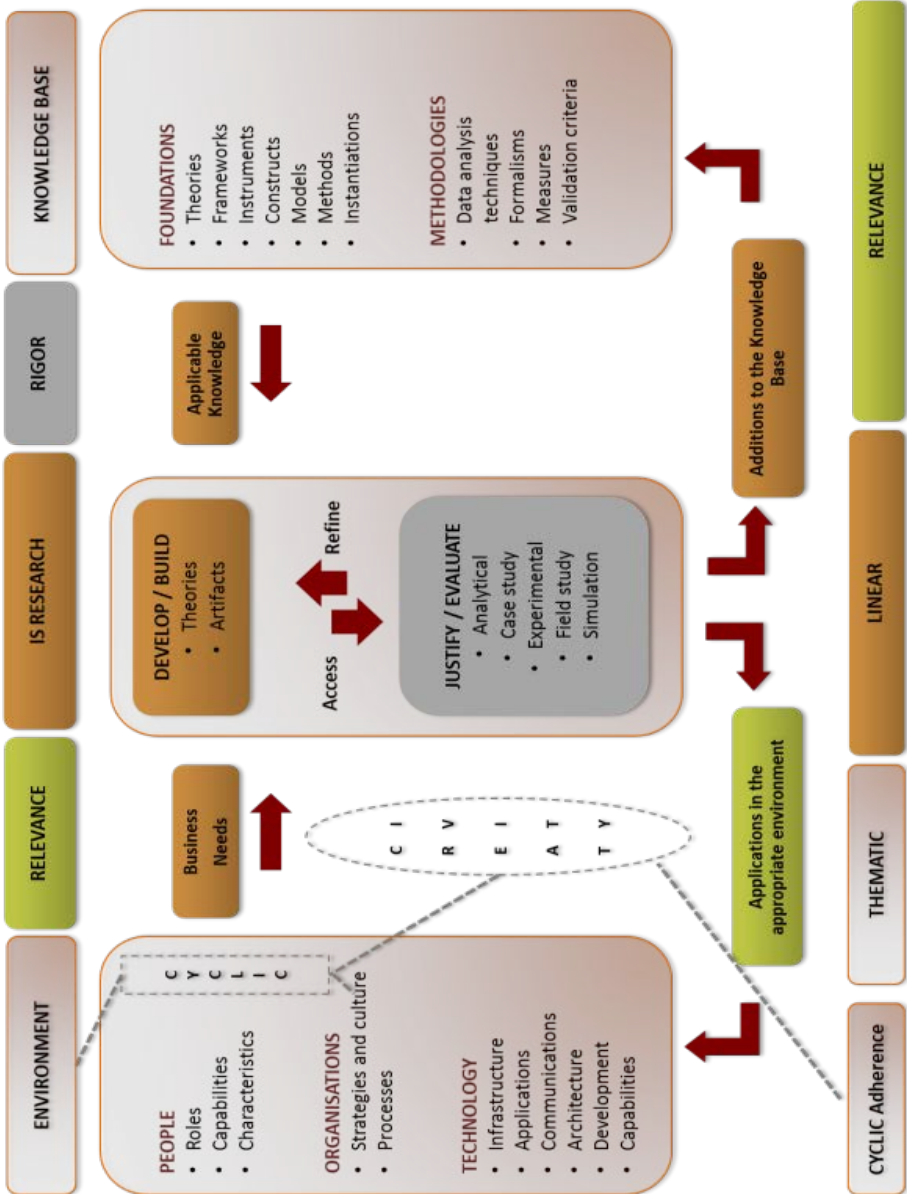 ENVIRONMENT
RELEVANCE
IS RESEARCH
RIGOR
KNOWLEDGE BASE
PEOPLE
• Roles
• Capabilities
• Characteristics
C
Y
C
L
I
C
ORGANISATIONS
• Strategies and culture
• Processes
TECHNOLOGY
• Infrastructure
• Applications
• Communications
• Architecture
• Development
• Capabilities
Business
Needs
C I
R V
E I
A T
T Y
DEVELOP / BUILD
• Theories
• Artifacts
Access
Refine
JUSTIFY / EVALUATE
• Analytical
• Case study
• Experimental
• Field study
• Simulation
Applicable
Knowledge
FOUNDATIONS
• Theories
• Frameworks
• Instruments
• Constructs
• Models
• Methods
• Instantiations
METHODOLOGIES
• Data analysis
techniques
• Formalisms
• Measures
• Validation criteria
Applications in the
appropriate environment
Additions to the Knowledge
Base
CYCLIC Adherence
THEMATIC
LINEAR
RELEVANCE